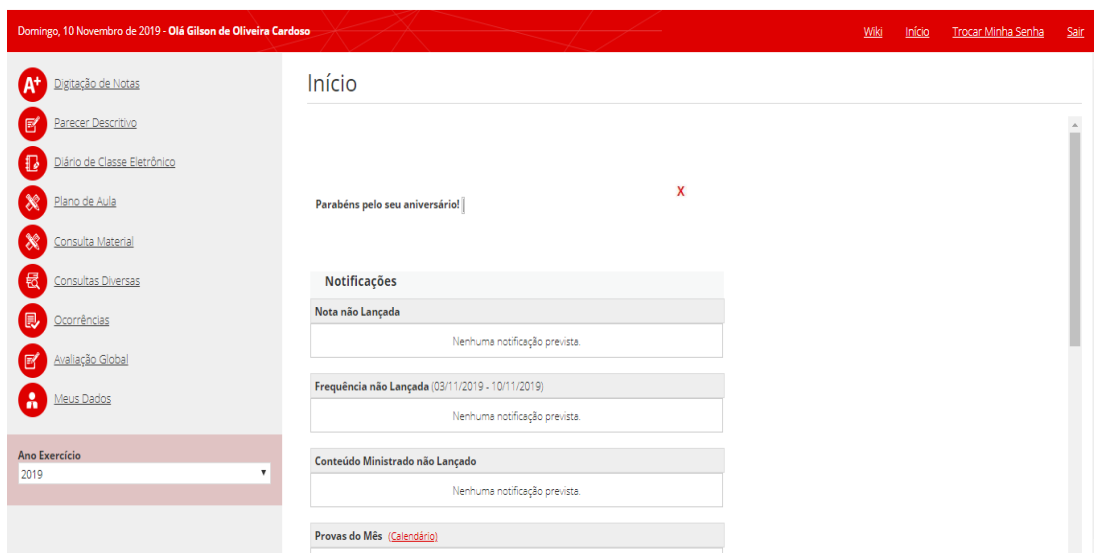 Domingo, 10 Novembro de 2019 - Olá Gilson de Oliveira Cardoso
Wiki Início Trocar Minha Senha Sair
A+ Digitação de Notas
Parecer Descritivo
Diário de Classe Eletrônico
Plano de Aula
Consulta Material
Consultas Diversas
Ocorrências
Avaliação Global
Meus Dados
Ano Exercício
2019
Início
X
Parabéns pelo seu aniversário!
Notificações
Nota não Lançada
Nenhuma notificação prevista.
Frequência não Lançada (03/11/2019 - 10/11/2019)
Nenhuma notificação prevista.
Conteúdo Ministrado não Lançado
Nenhuma notificação prevista.
Provas do Mês (Calendário)